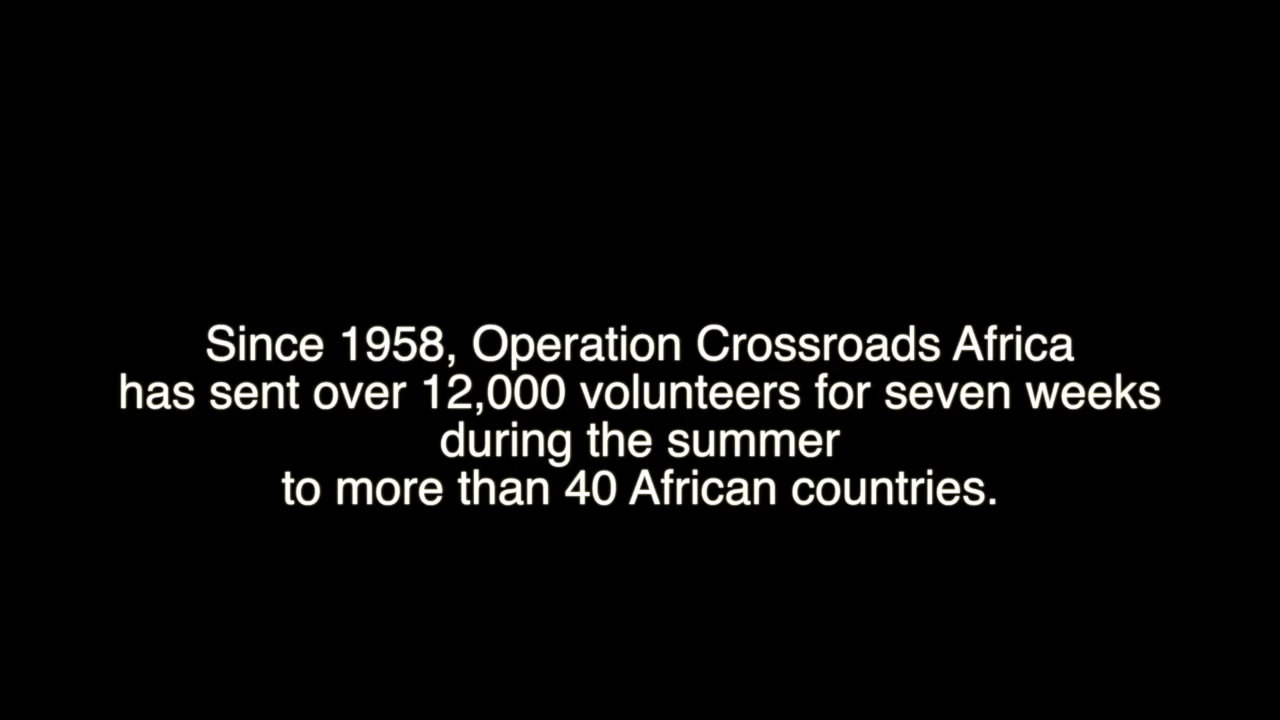 Since 1958, Operation Crossroads Africa
has sent over 12,000 volunteers for seven weeks
during the summer
to more than 40 African countries.